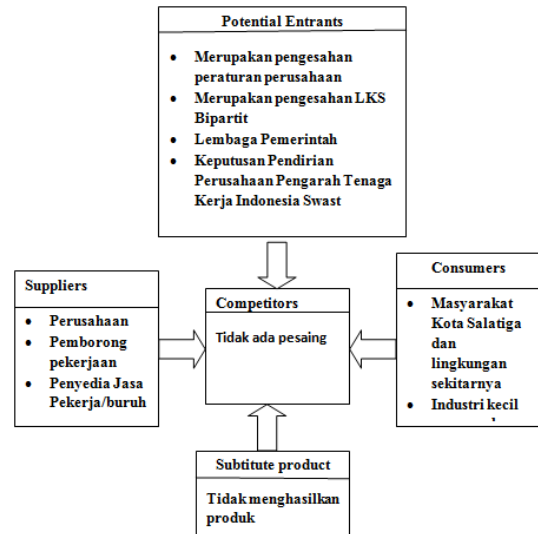 Potential Entrants
• Merupakan pengesahan
peraturan perusahaan
• Merupakan pengesahan LKS
Bipartit
• Lembaga Pemerintah
• Keputusan Pendirian
Perusahaan Pengarah Tenaga
Kerja Indonesia Swast
Suppliers
• Perusahaan
• Pemborong
pekerjaan
• Penyedia Jasa
Pekerja/buruh
Competitors
Tidak ada pesaing
Consumers
• Masyarakat
Kota Salatiga
dan
lingkungan
sekitarnya
• Industri kecil
Subtitute product
Tidak menghasilkan
produk